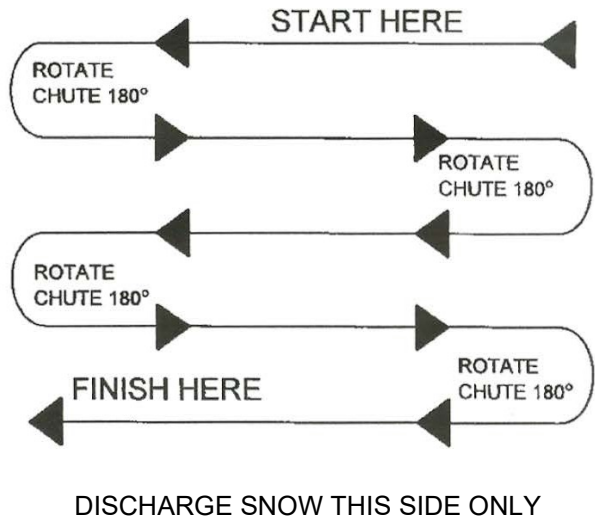 START HERE
ROTATE
CHUTE 180°
ROTATE
CHUTE 180°
ROTATE
CHUTE 180°
ROTATE
CHUTE 180°
FINISH HERE
DISCHARGE SNOW THIS SIDE ONLY